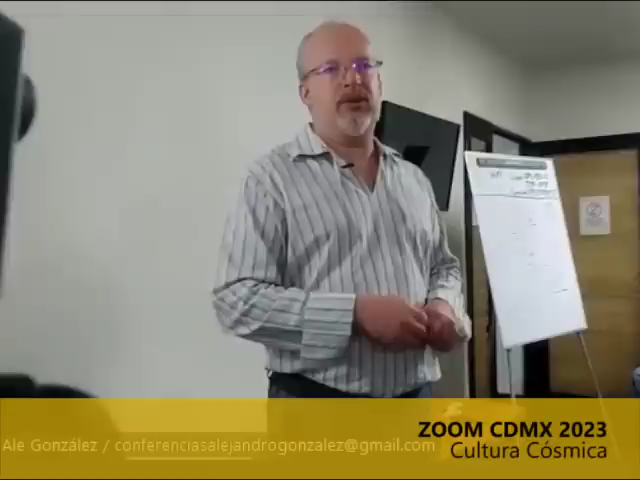 ZOOM CDMX 2023
Ale González / conferenciasalejandrogonzalez@gmail.com
Cultura Cósmica